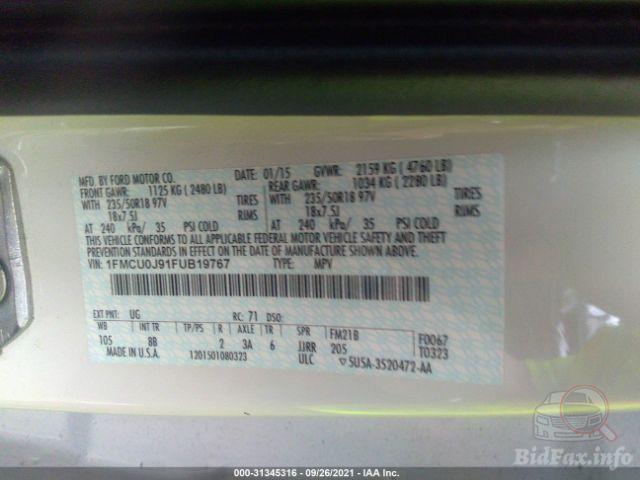 MFD. BY FORD MOTOR CO.
DATE: 01/15 GVWR: 2159 KG ( 4760 LB)
FRONT GAWR: 1125 KG ( 2480 LB) REAR GAWR: 1034 KG ( 2280 LB)
WITH 235/50R18 97V TIRES WITH 235/50R18 97V TIRES
18x7.5J RIMS 18x7.5J RIMS
AT 240 kPa/ 35 PSI COLD AT 240 kPa/ 35 PSI COLD
THIS VEHICLE CONFORMS TO ALL APPLICABLE FEDERAL MOTOR VEHICLE SAFETY AND THEFT
PREVENTION STANDARDS IN EFFECT ON THE DATE OF MANUFACTURE SHOWN ABOVE.
VIN: 1FMCU0J91FUB19767 TYPE: MPV
EXT PNT: UG RC: 71 DSO:
WB INT TR TP/PS R AXLE TR SPR FM21B F0067
105 8B 2 3A 6 JJRR 205 T0323
MADE IN U.S.A. 1201501080323 ULC ▽5U5A-3520472-AA
BidFax.info
000-31345316 - 09/26/2021 - IAA Inc.